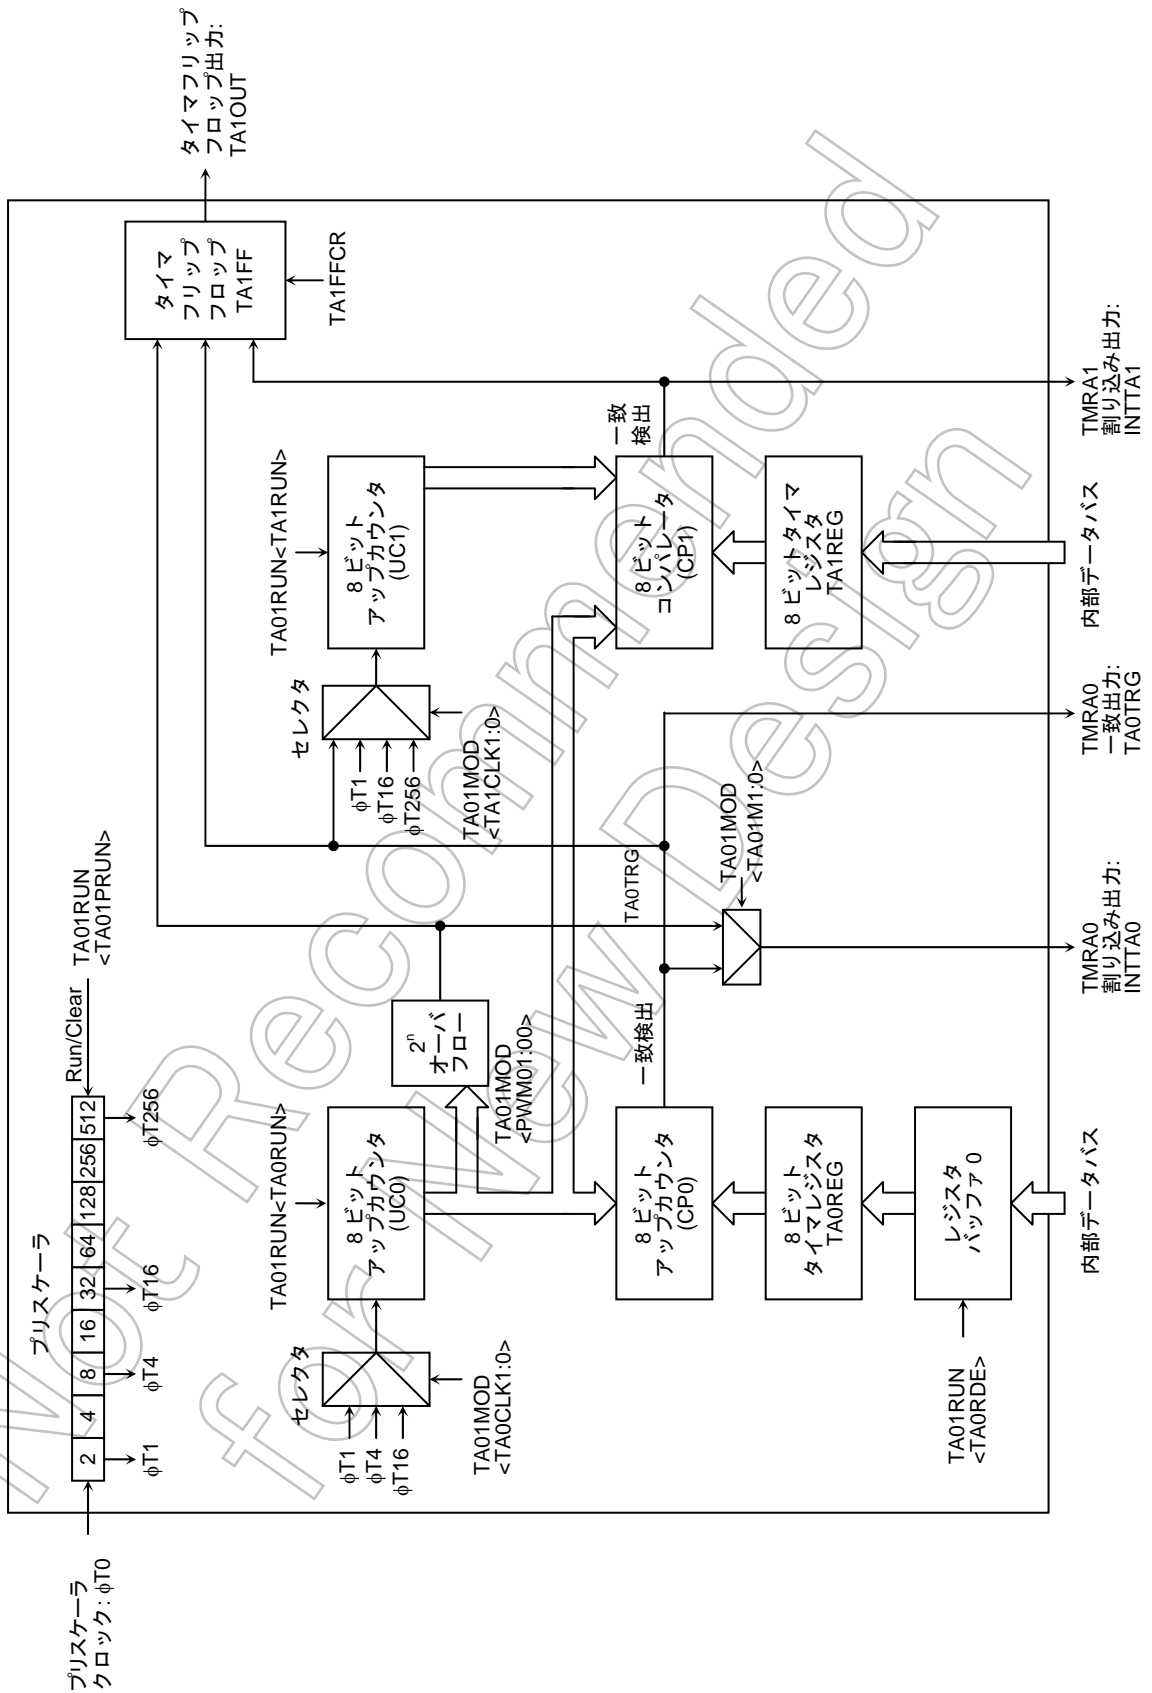 プリスケーラ
クロック: φT0
プリスケーラ
2
4
8
16
32
64
128
256
512
Run/Clear
TA01RUN
<TA01PRUN>
φT1
φT4
φT16
φT256
セレクタ
φT1
φT4
φT16
TA01MOD
<TA0CLK1:0>
TA01RUN<TA0RUN>
8 ビット
アップカウンタ
(UC0)
2ⁿ
オーバ
フロー
TA01MOD
<PWM01:00>
8 ビット
アップカウンタ
(CP0)
一致検出
8 ビット
タイマレジスタ
TA0REG
レジスタ
バッファ 0
TA01RUN
<TA0RDE>
内部データバス
TA0TRG
TA01MOD
<TA01M1:0>
TMRA0
割り込み出力:
INTTA0
TMRA0
一致出力:
TA0TRG
セレクタ
φT1
φT16
φT256
TA01MOD
<TA1CLK1:0>
TA01RUN<TA1RUN>
8 ビット
アップカウンタ
(UC1)
8 ビット
コンパレータ
(CP1)
一致
検出
8 ビットタイマ
レジスタ
TA1REG
内部データバス
TMRA1
割り込み出力:
INTTA1
タイマ
フリップ
フロップ
TA1FF
TA1FFCR
タイマフリップ
フロップ出力:
TA1OUT
Not Recommended
for New Design